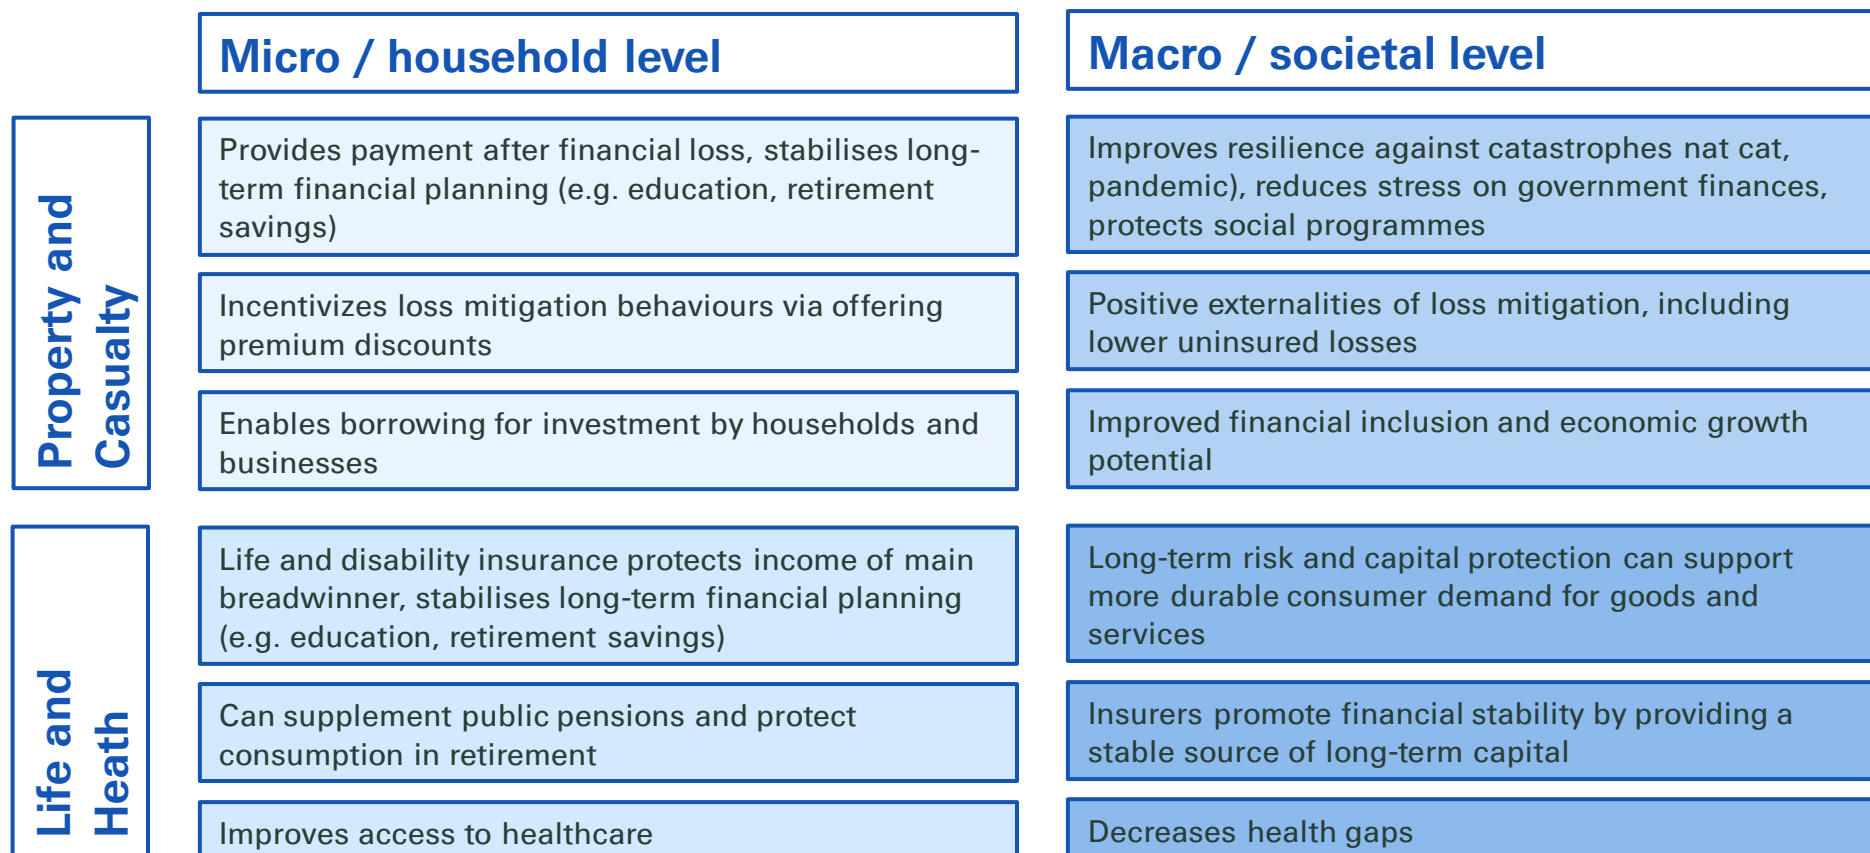 Micro / household level
Macro / societal level
Property and
Casualty
Provides payment after financial loss, stabilises long-
term financial planning (e.g. education, retirement
savings)
Improves resilience against catastrophes nat cat,
pandemic), reduces stress on government finances,
protects social programmes
Incentivizes loss mitigation behaviours via offering
premium discounts
Positive externalities of loss mitigation, including
lower uninsured losses
Enables borrowing for investment by households and
businesses
Improved financial inclusion and economic growth
potential
Life and
Heath
Life and disability insurance protects income of main
breadwinner, stabilises long-term financial planning
(e.g. education, retirement savings)
Long-term risk and capital protection can support
more durable consumer demand for goods and
services
Can supplement public pensions and protect
consumption in retirement
Insurers promote financial stability by providing a
stable source of long-term capital
Improves access to healthcare
Decreases health gaps